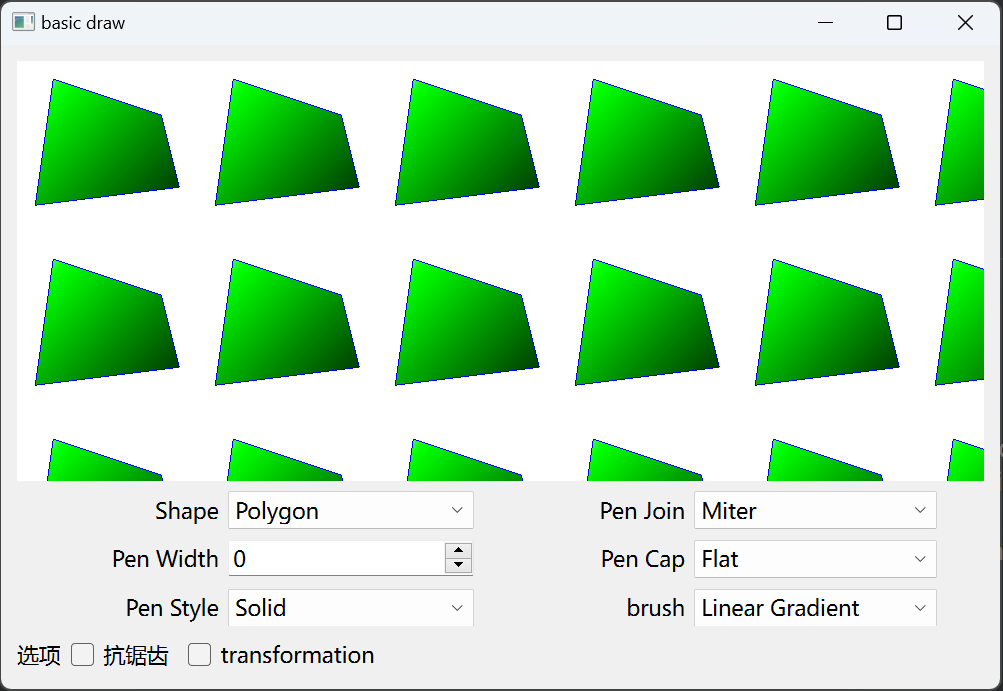 basic draw
Shape Polygon Pen Join Miter
Pen Width 0 Pen Cap Flat
Pen Style Solid brush Linear Gradient
选项 抗锯齿 transformation